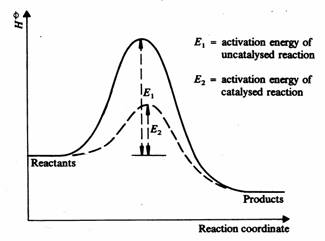 H⊖
E₁ = activation energy of
uncatalysed reaction
E₂ = activation energy of
catalysed reaction
E₁
E₂
Reactants
Products
Reaction coordinate